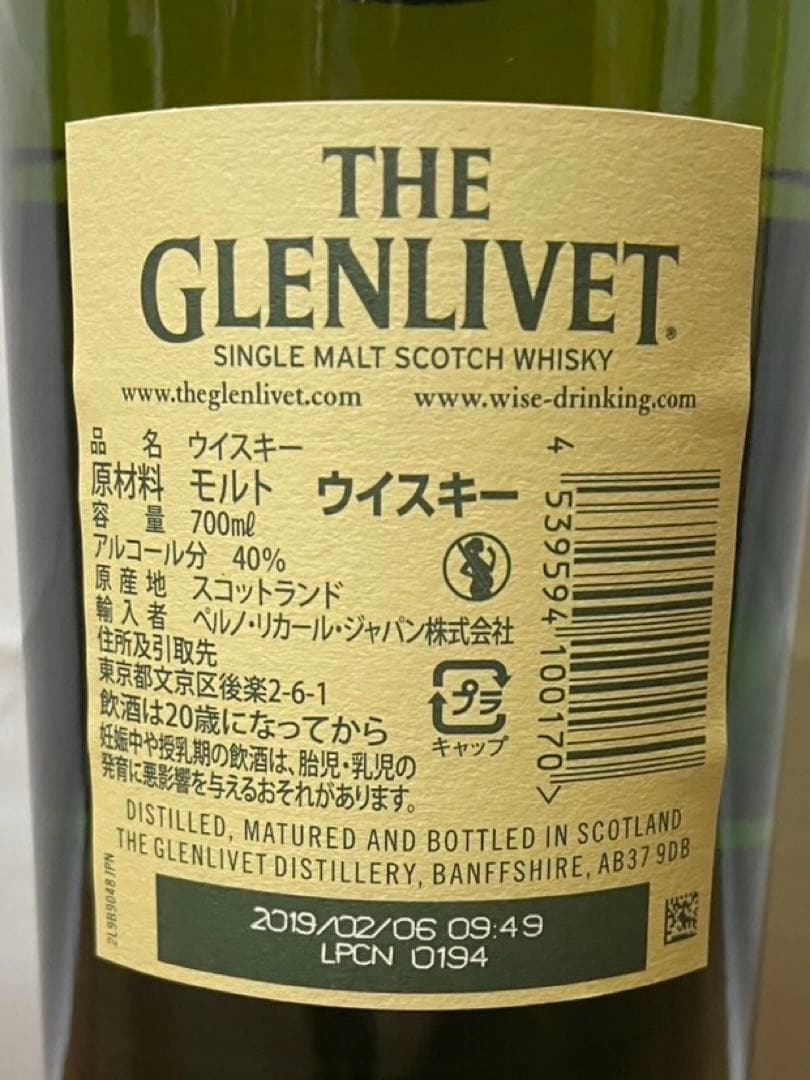 THE
GLENLIVET®
SINGLE MALT SCOTCH WHISKY
www.theglenlivet.com www.wise-drinking.com
品 名 ウイスキー
原材料 モルト ウイスキー
容 量 700mℓ
アルコール分 40%
原産地 スコットランド
輸入者 ペルノ・リカール・ジャパン株式会社
住所及引取先
東京都文京区後楽2-6-1
飲酒は20歳になってから
妊娠中や授乳期の飲酒は、胎児・乳児の
発育に悪影響を与えるおそれがあります。
プラ
キャップ
4 539594 100170 >
DISTILLED, MATURED AND BOTTLED IN SCOTLAND
THE GLENLIVET DISTILLERY, BANFFSHIRE, AB37 9DB
2L9B9048JPN
2019/02/06 09:49
LPCN 0194